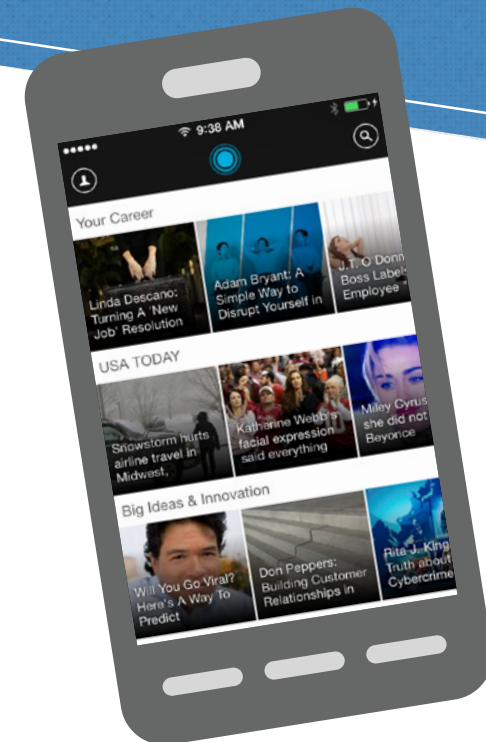 9:38 AM
Your Career
Linda Descano:
Turning A 'New
Job' Resolution
Adam Bryant: A
Simple Way to
Disrupt Yourself in
J.T. O'Donn
Boss Labels
Employee
USA TODAY
Snowstorm hurts
airline travel in
Midwest,
Katherine Webb's
facial expression
said everything
Miley Cyrus
she did not
Beyonce
Big Ideas & Innovation
Will You Go Viral?
Here's A Way To
Predict
Don Peppers:
Building Customer
Relationships in
Rita J. King
Truth about
Cybercrime